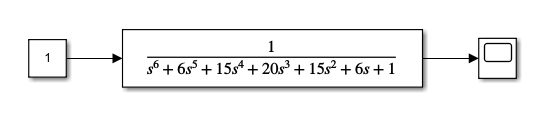 1
1
s⁶ + 6s⁵ + 15s⁴ + 20s³ + 15s² + 6s + 1